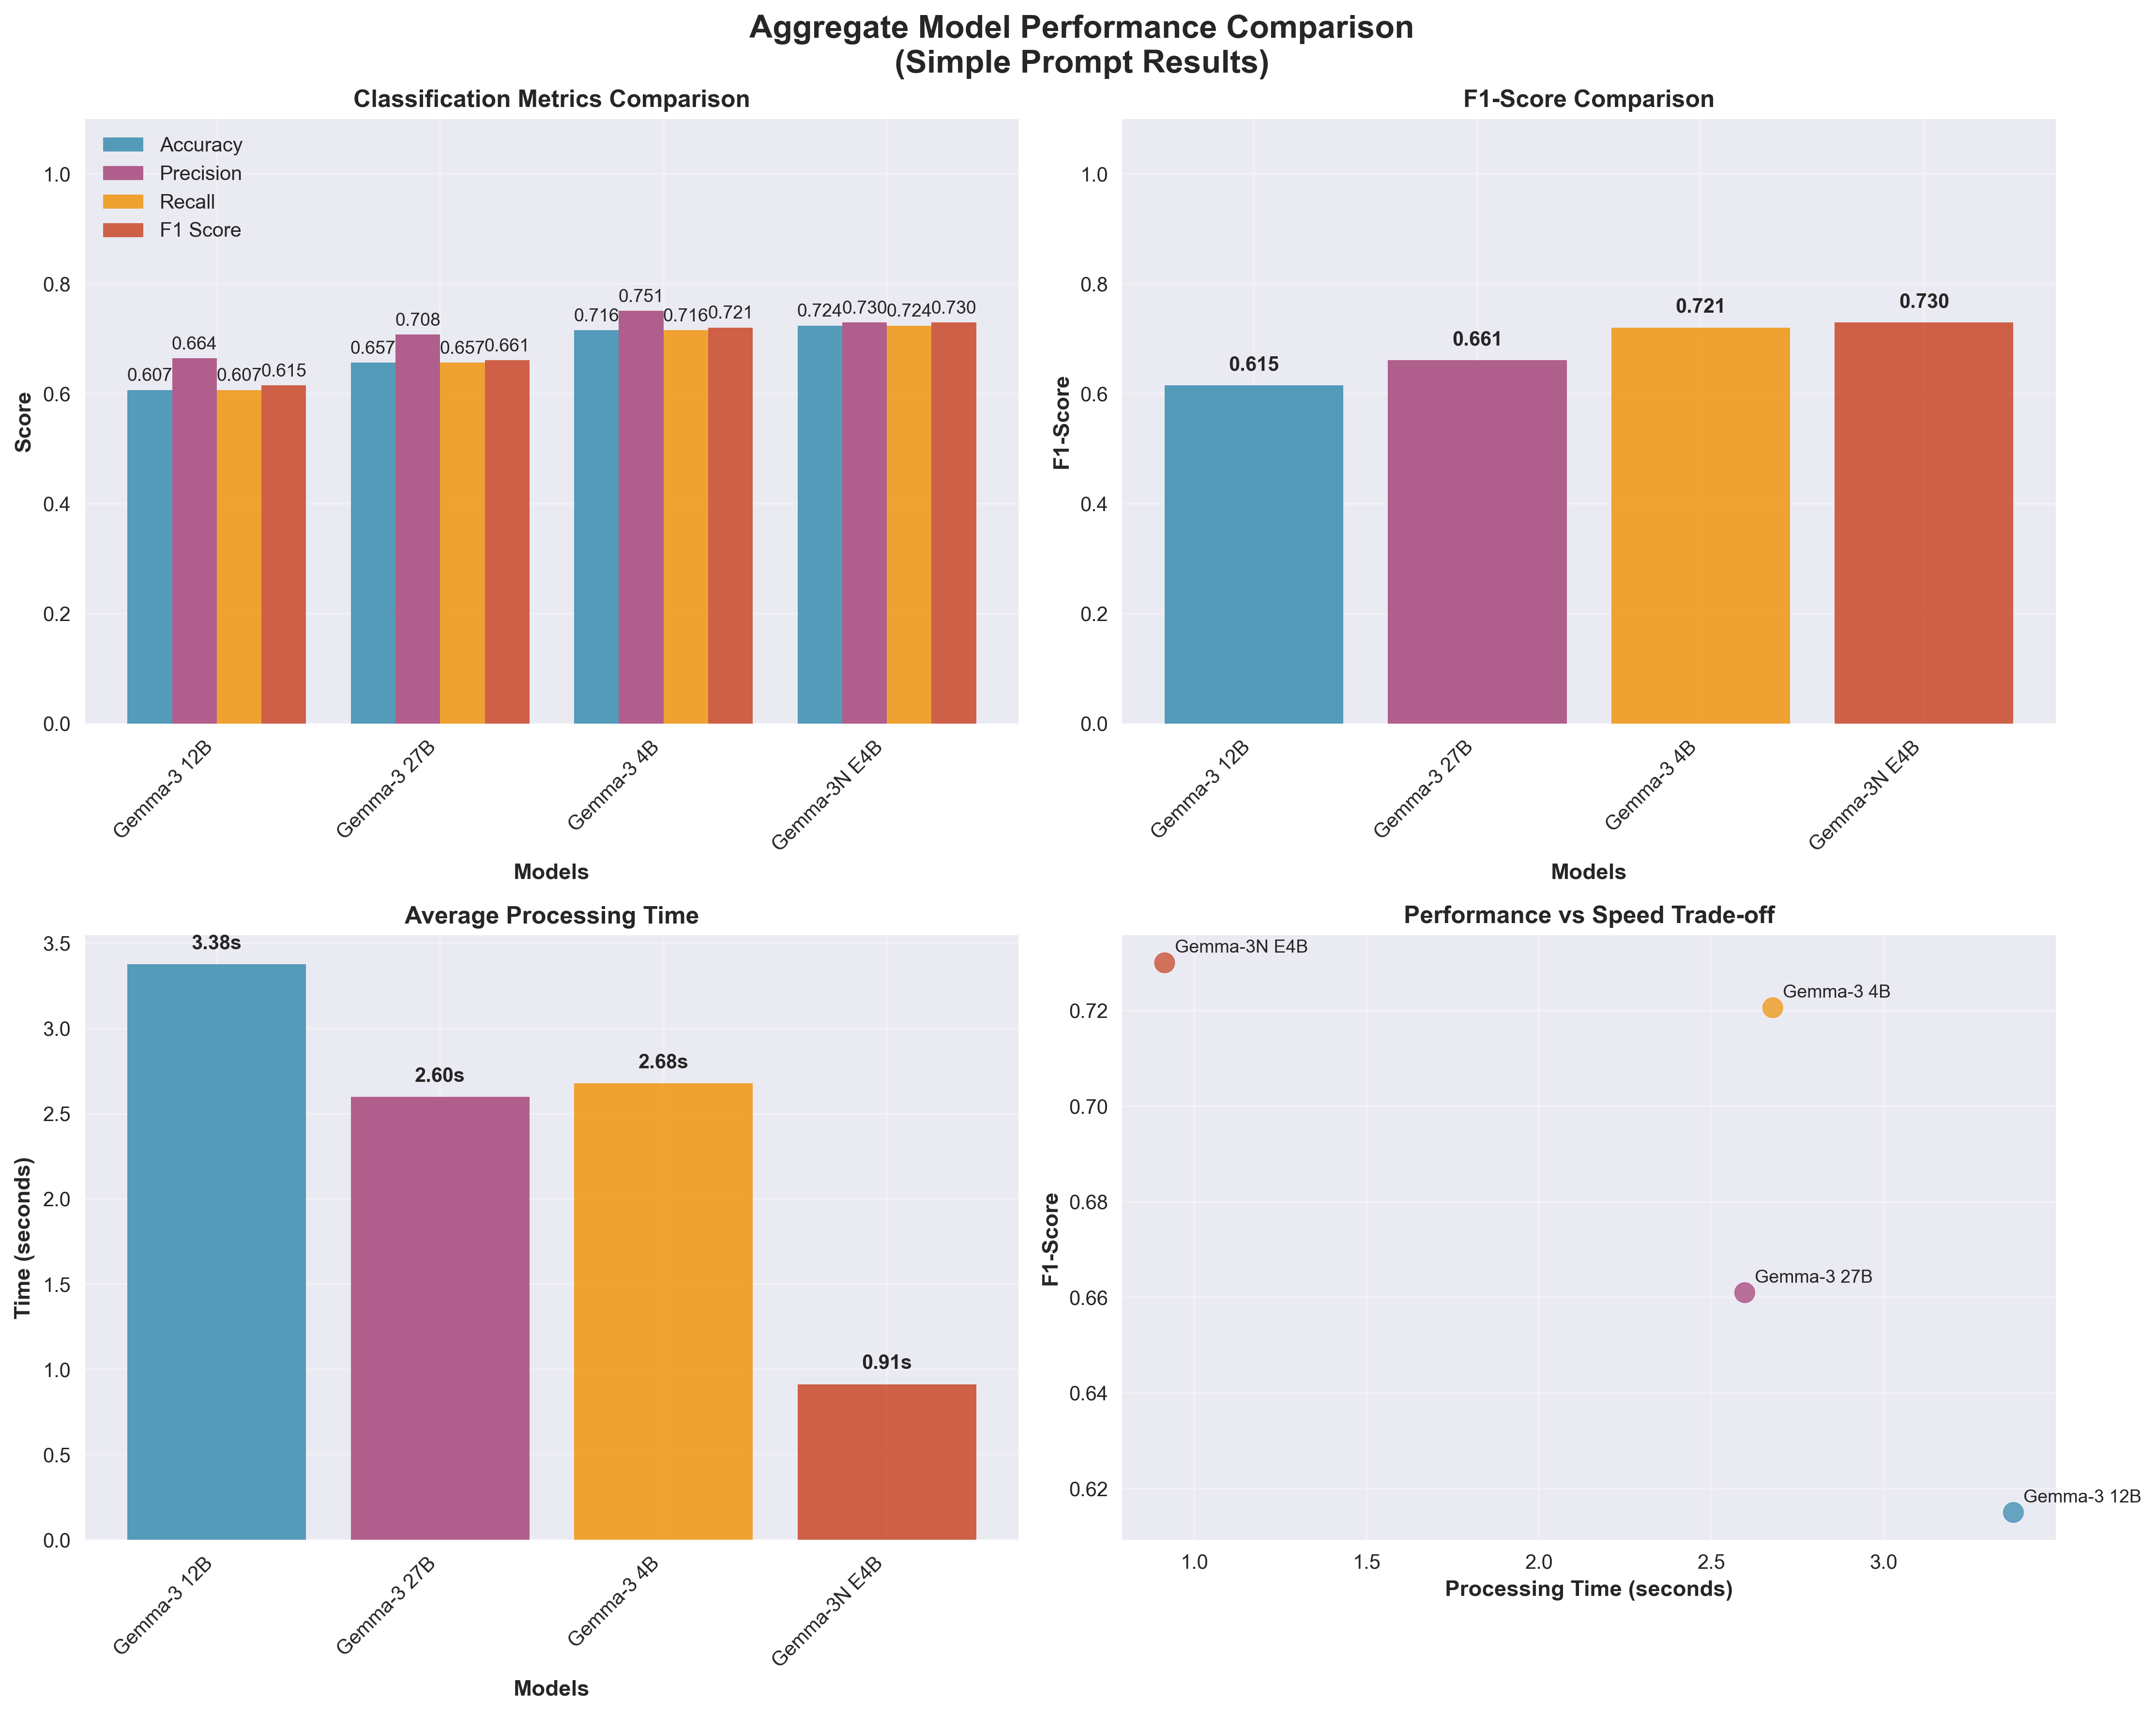 Aggregate Model Performance Comparison
(Simple Prompt Results)
Classification Metrics Comparison
Accuracy
Precision
Recall
F1 Score
1.0
0.8
0.6
0.4
0.2
0.0
Score
0.607
0.664
0.607
0.615
0.657
0.708
0.657
0.661
0.716
0.751
0.716
0.721
0.724
0.730
0.724
0.730
Gemma-3 12B
Gemma-3 27B
Gemma-3 4B
Gemma-3N E4B
Models
F1-Score Comparison
1.0
0.8
0.6
0.4
0.2
0.0
F1-Score
0.615
0.661
0.721
0.730
Gemma-3 12B
Gemma-3 27B
Gemma-3 4B
Gemma-3N E4B
Models
Average Processing Time
3.5
3.0
2.5
2.0
1.5
1.0
0.5
0.0
Time (seconds)
3.38s
2.60s
2.68s
0.91s
Gemma-3 12B
Gemma-3 27B
Gemma-3 4B
Gemma-3N E4B
Models
Performance vs Speed Trade-off
0.72
0.70
0.68
0.66
0.64
0.62
F1-Score
Gemma-3N E4B
Gemma-3 4B
Gemma-3 27B
Gemma-3 12B
1.0
1.5
2.0
2.5
3.0
Processing Time (seconds)